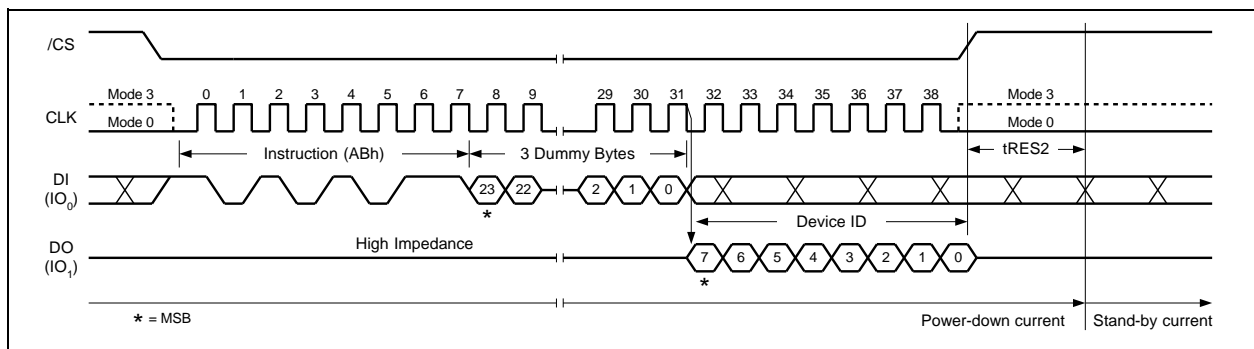 /CS
Mode 3 0 1 2 3 4 5 6 7 8 9 29 30 31 32 33 34 35 36 37 38 Mode 3
CLK
Mode 0 Mode 0
Instruction (ABh) 3 Dummy Bytes tRES2
DI
(IO0)
23 22 2 1 0
*
Device ID
High Impedance
DO
(IO1)
7 6 5 4 3 2 1 0
*
* = MSB
Power-down current Stand-by current